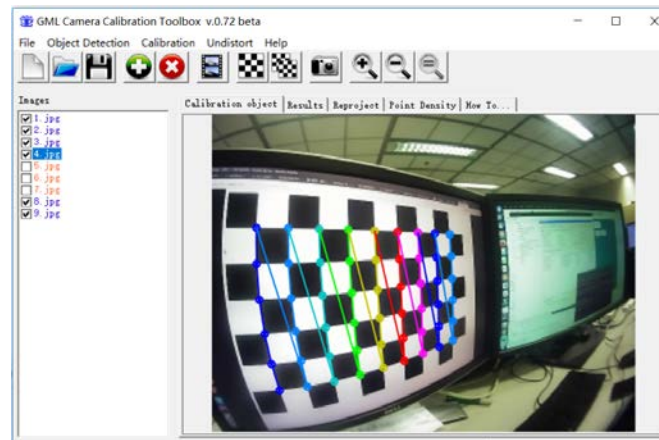 GML Camera Calibration Toolbox v.0.72 beta
File Object Detection Calibration Undistort Help
Images
Calibration object Results Reproject Point Density How To...
1.jpg
2.jpg
3.jpg
4.jpg
5.jpg
6.jpg
7.jpg
8.jpg
9.jpg